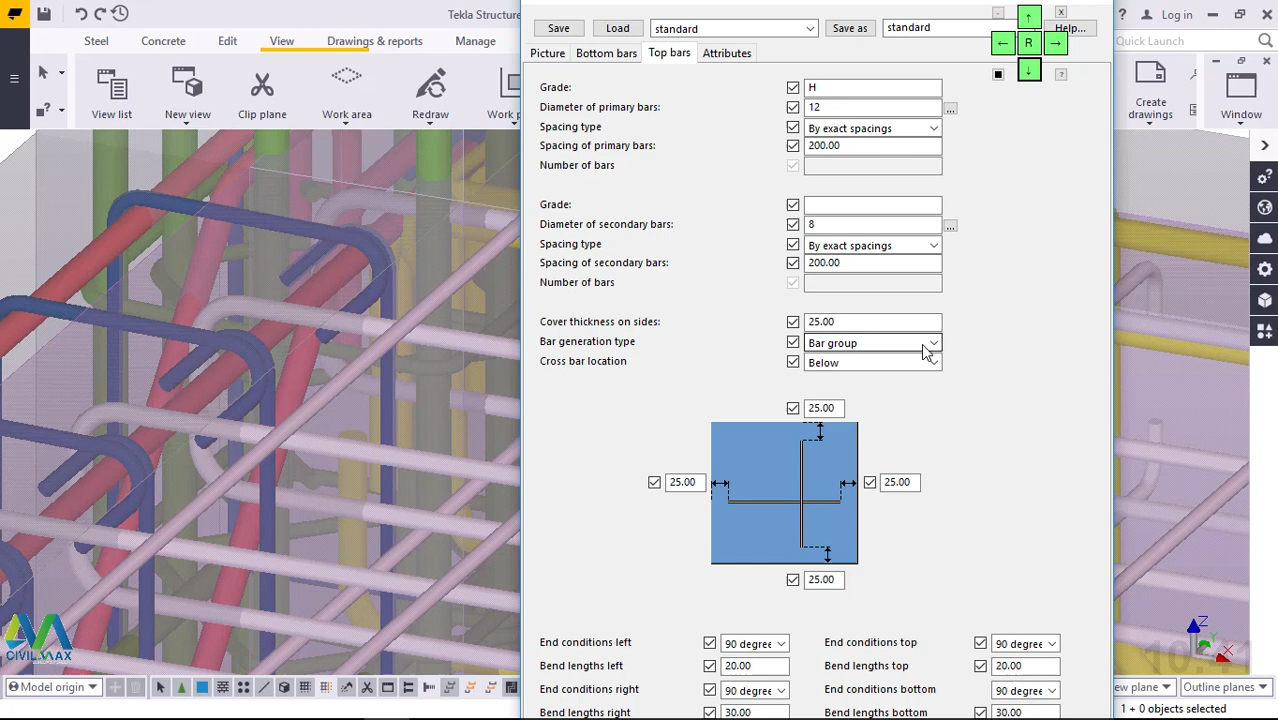 Tekla Structure
Log in
Steel
Concrete
Edit
View
Drawings & reports
Manage
Quick Launch
Window
New view
Clip plane
Work area
Redraw
Work p
Create
drawings
Window
Save
Load
standard
Save as
standard
Help...
R
Picture
Bottom bars
Top bars
Attributes
Grade:
H
Diameter of primary bars:
12
Spacing type
By exact spacings
Spacing of primary bars:
200.00
Number of bars
Grade:
Diameter of secondary bars:
8
Spacing type
By exact spacings
Spacing of secondary bars:
200.00
Number of bars
Cover thickness on sides:
25.00
Bar generation type
Bar group
Cross bar location
Below
25.00
25.00
25.00
25.00
End conditions left
90 degree
End conditions top
90 degree
Bend lengths left
20.00
Bend lengths top
20.00
End conditions right
90 degree
End conditions bottom
90 degree
Bend lengths right
30.00
Bend lengths bottom
30.00
CIVILMAX
Z
Model origin
ew plane
Outline planes
1 + 0 objects selected